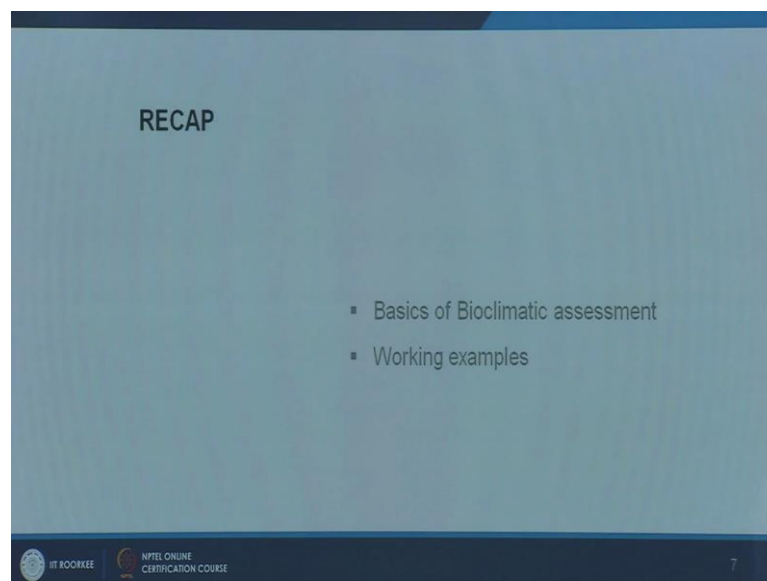 RECAP
▪ Basics of Bioclimatic assessment
▪ Working examples
IIT ROORKEE
NPTEL ONLINE
CERTIFICATION COURSE
7